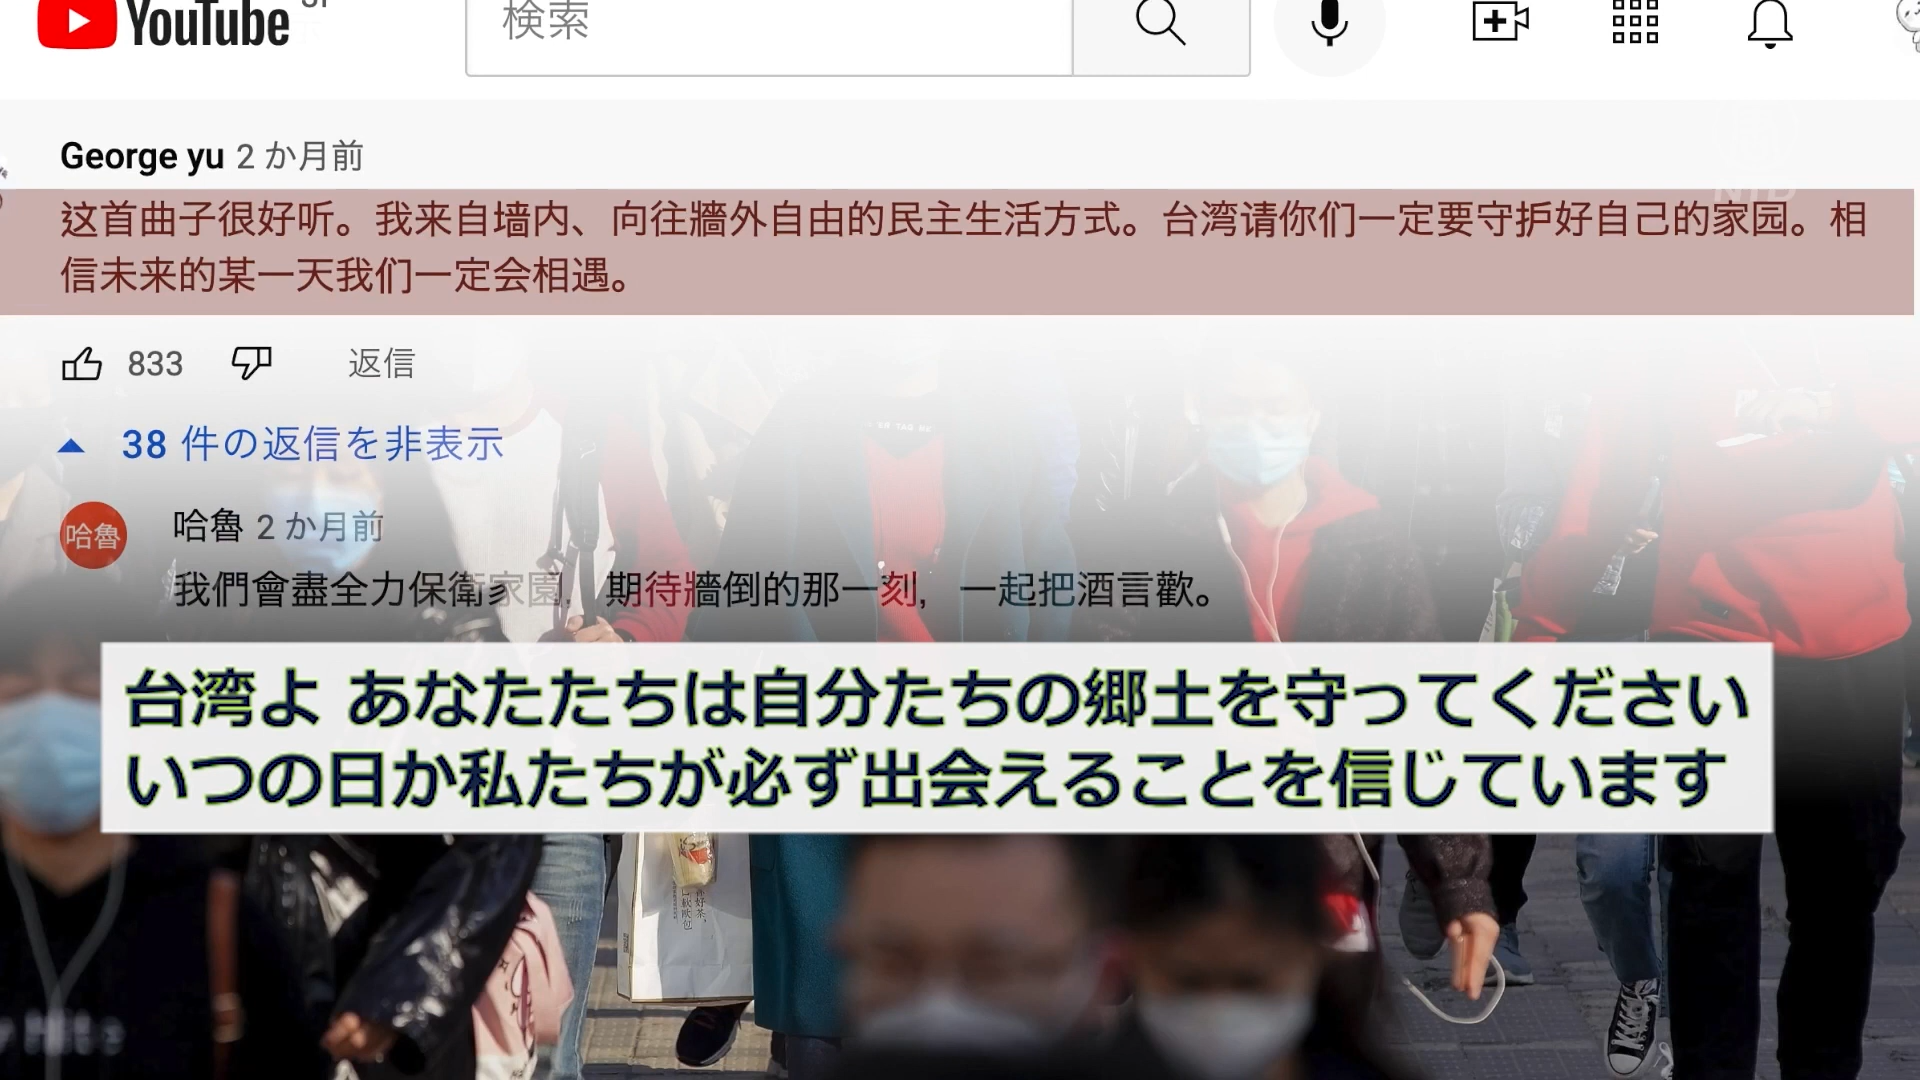 YouTube
検索
George yu 2 か月前
这首曲子很好听。我来自墙内、向往牆外自由的民主生活方式。台湾请你们一定要守护好自己的家园。相
信未来的某一天我们一定会相遇。
NTD
833 返信
38 件の返信を非表示
哈魯
哈魯 2 か月前
我們會盡全力保衛家園, 期待牆倒的那一刻, 一起把酒言歡。
台湾よ あなたたちは自分たちの郷土を守ってください
いつの日か私たちが必ず出会えることを信じています